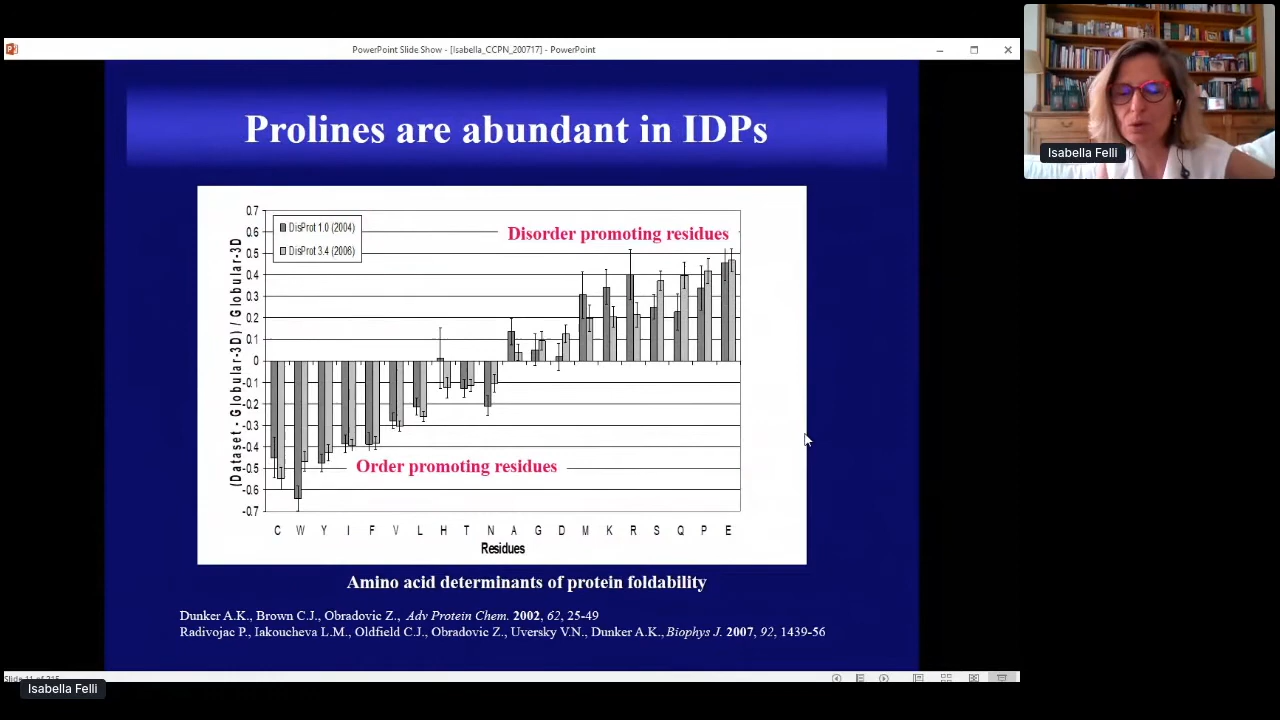 PowerPoint Slide Show - [Isabella_CCPN_200717] - PowerPoint
Prolines are abundant in IDPs
(Dataset - Globular-3D) / Globular-3D
0.7
0.6
0.5
0.4
0.3
0.2
0.1
0
-0.1
-0.2
-0.3
-0.4
-0.5
-0.6
-0.7
DisProt 1.0 (2004)
DisProt 3.4 (2006)
Disorder promoting residues
Order promoting residues
C W Y I F V L H T N A G D M K R S Q P E
Residues
Amino acid determinants of protein foldability
Dunker A.K., Brown C.J., Obradovic Z., Adv Protein Chem. 2002, 62, 25-49
Radivojac P., Iakoucheva L.M., Oldfield C.J., Obradovic Z., Uversky V.N., Dunker A.K., Biophys J. 2007, 92, 1439-56
Isabella Felli
Isabella Felli